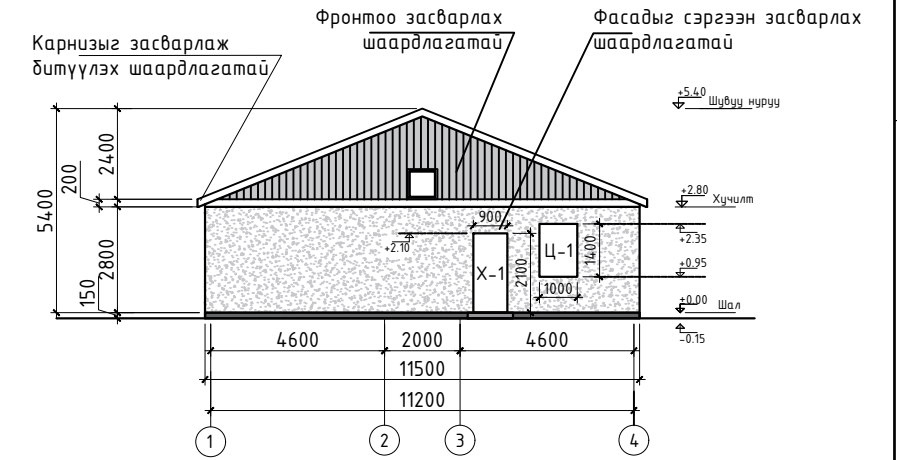 Фронтоо засварлах
шаардлагатай
Фасадыг сэргээн засварлах
шаардлагатай
Карнизыг засварлаж
битүүлэх шаардлагатай
+5.40 Шувуу нуруу
2400
200
5400
2800
150
+2.80 Хучилт
900
+2.10
+2.35
Ц-1
1400
Х-1
2100
+0.95
1000
+0.00 Шал
-0.15
4600
2000
4600
11500
11200
1
2
3
4